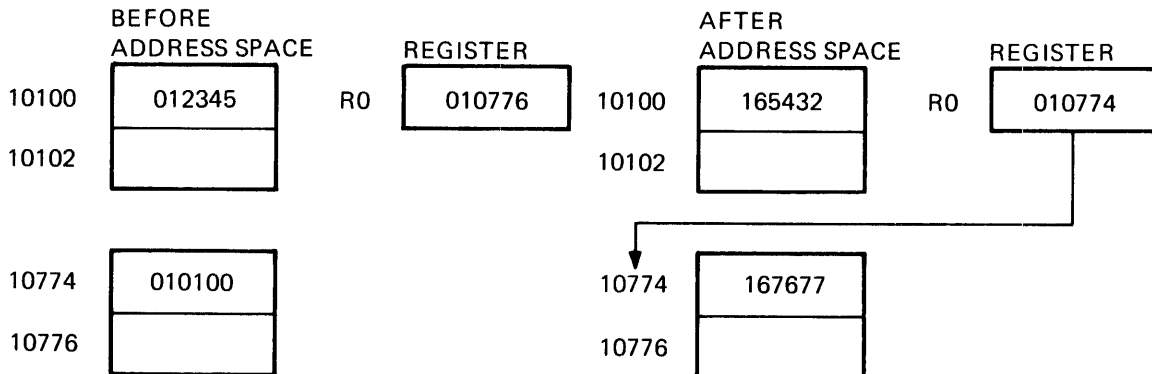 BEFORE
ADDRESS SPACE
REGISTER
10100
012345
R0
010776
10102
10774
010100
10776
AFTER
ADDRESS SPACE
REGISTER
10100
165432
R0
010774
10102
10774
167677
10776